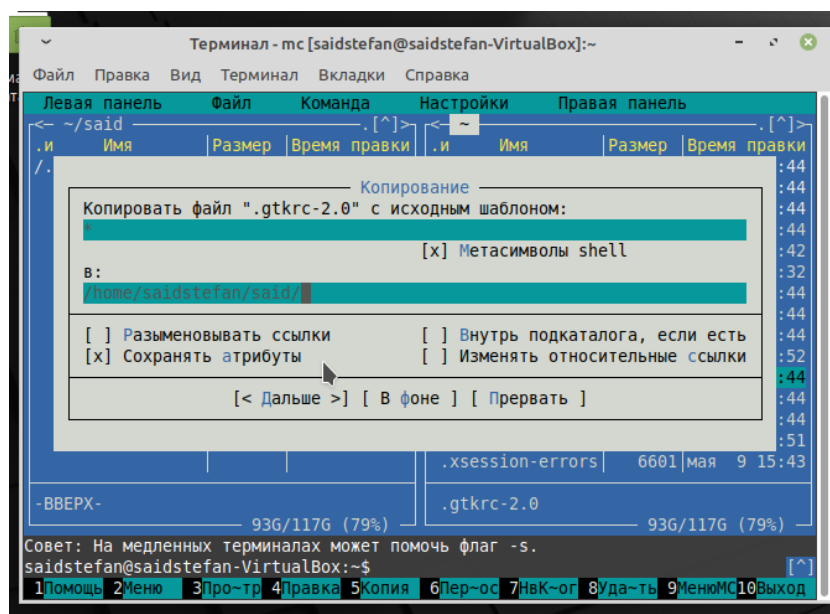 Терминал - mc [saidstefan@saidstefan-VirtualBox]:~
Файл Правка Вид Терминал Вкладки Справка
Левая панель Файл Команда Настройки Правая панель
<— ~/said .[^]> <— ~ .[^]>
.и Имя Размер Время правки .и Имя Размер Время правки
/. :44
Копирование :44
Копировать файл ".gtkrc-2.0" с исходным шаблоном: :44
* :44
[x] Метасимволы shell :42
в: :32
/home/saidstefan/said/ :44
:44
[ ] Разыменовывать ссылки [ ] Внутрь подкаталога, если есть :44
[x] Сохранять атрибуты [ ] Изменять относительные ссылки :52
:44
[< Дальше >] [ В фоне ] [ Прервать ] :44
:44
:51
.xsession-errors 6601 мая 9 15:43
-ВВЕРХ- .gtkrc-2.0
93G/117G (79%) 93G/117G (79%)
Совет: На медленных терминалах может помочь флаг -s.
saidstefan@saidstefan-VirtualBox:~$ [^]
1Помощь 2Меню 3Про~тр 4Правка 5Копия 6Пер~ос 7НвК~ог 8Уда~ть 9МенюМС 10Выход